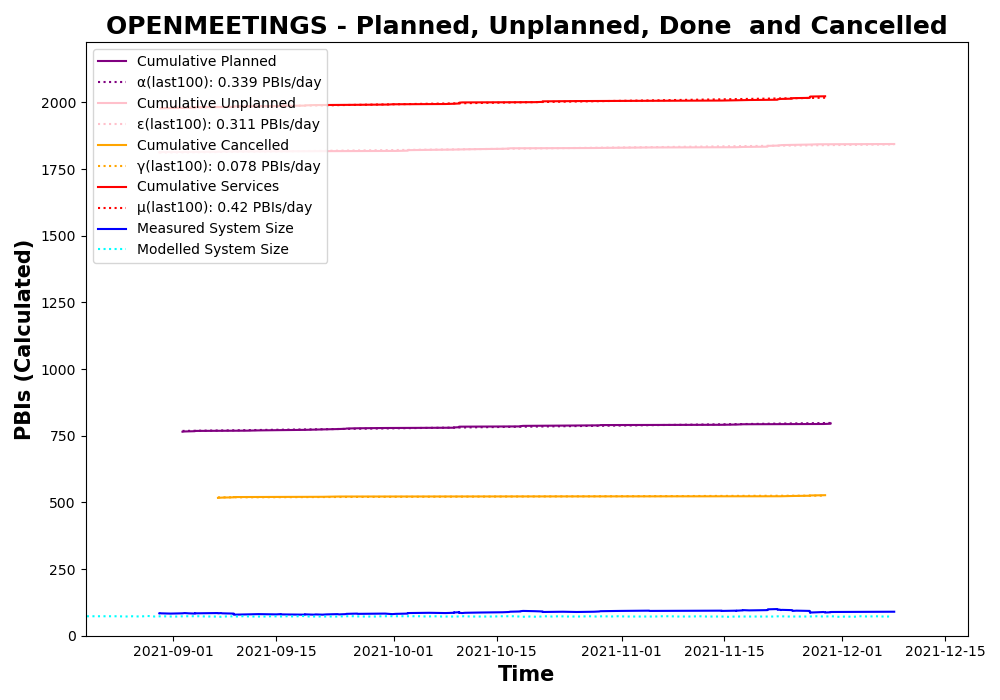 OPENMEETINGS - Planned, Unplanned, Done  and Cancelled
Cumulative Planned
α(last100): 0.339 PBIs/day
Cumulative Unplanned
ε(last100): 0.311 PBIs/day
Cumulative Cancelled
γ(last100): 0.078 PBIs/day
Cumulative Services
μ(last100): 0.42 PBIs/day
Measured System Size
Modelled System Size
2000
1750
1500
1250
1000
750
500
250
0
PBIs (Calculated)
2021-09-01 2021-09-15 2021-10-01 2021-10-15 2021-11-01 2021-11-15 2021-12-01 2021-12-15
Time